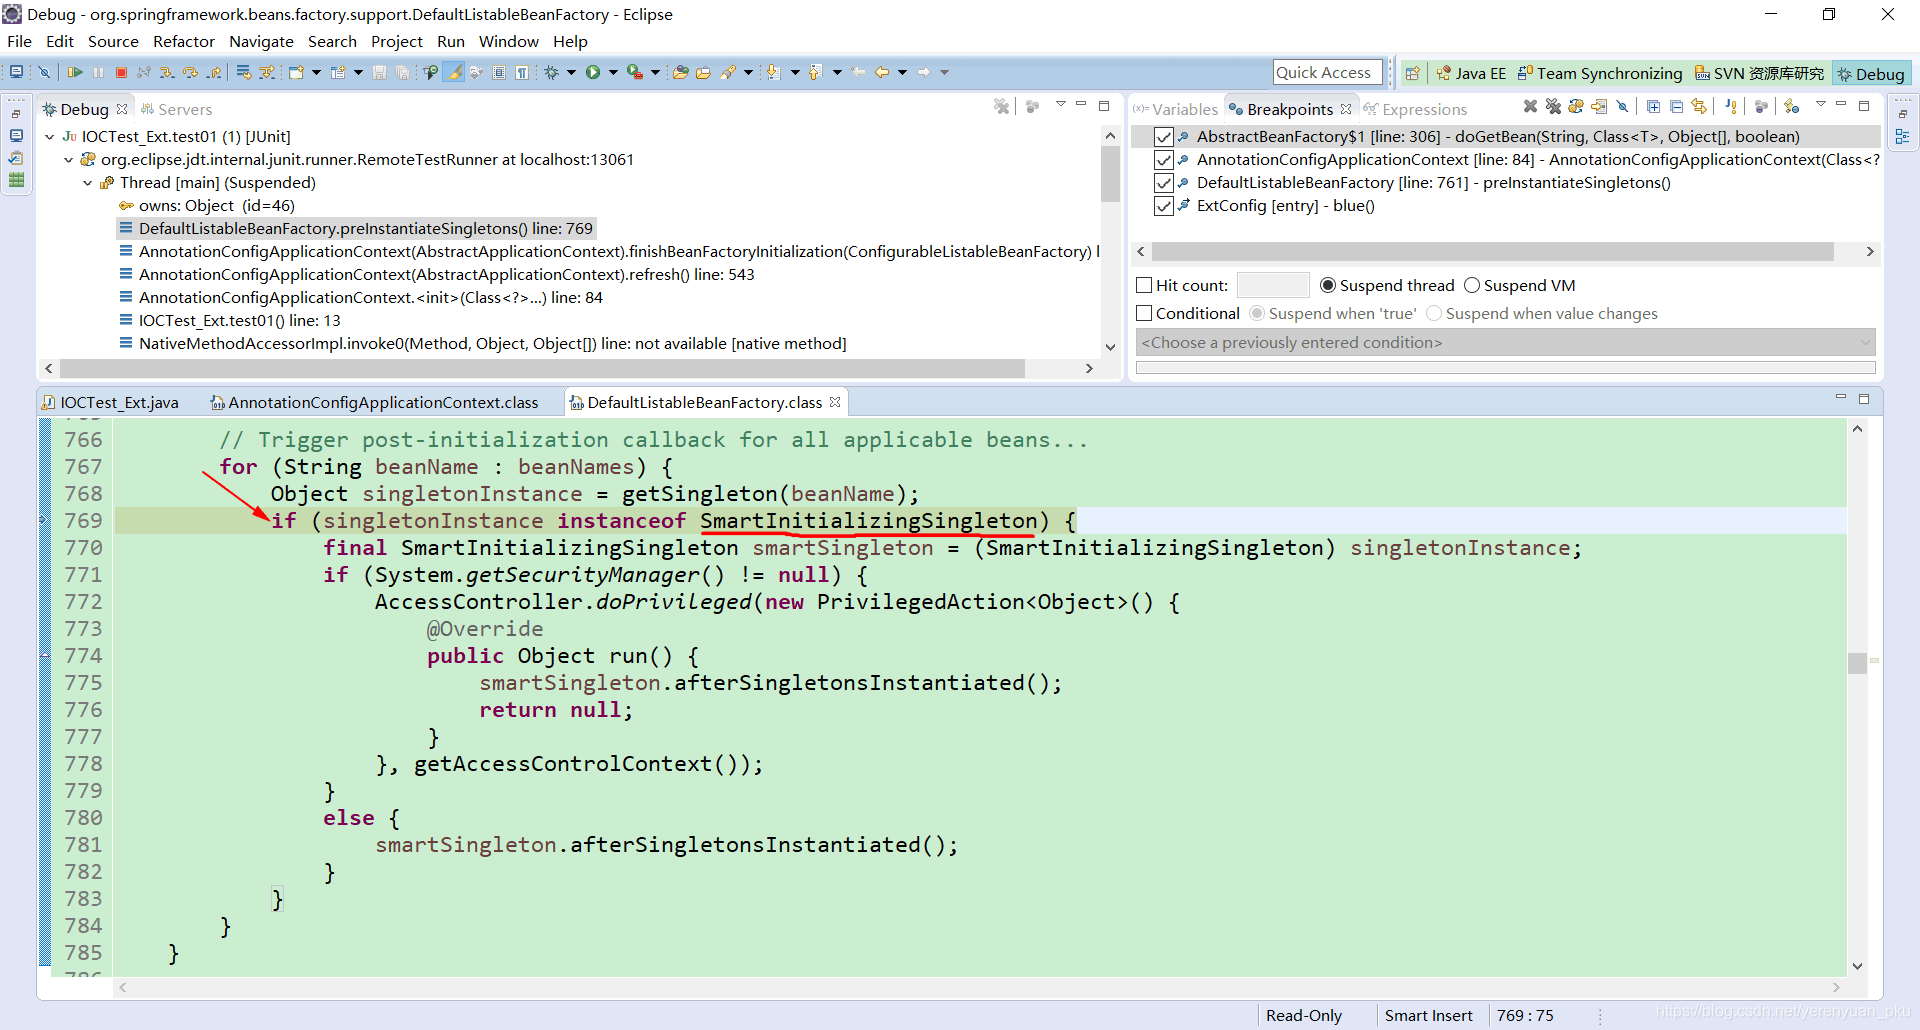 Debug - org.springframework.beans.factory.support.DefaultListableBeanFactory - Eclipse
File Edit Source Refactor Navigate Search Project Run Window Help
Quick Access
Java EE
Team Synchronizing
SVN 资源库研究
Debug
Debug
Servers
IOCTest_Ext.test01 (1) [JUnit]
org.eclipse.jdt.internal.junit.runner.RemoteTestRunner at localhost:13061
Thread [main] (Suspended)
owns: Object (id=46)
DefaultListableBeanFactory.preInstantiateSingletons() line: 769
AnnotationConfigApplicationContext(AbstractApplicationContext).finishBeanFactoryInitialization(ConfigurableListableBeanFactory) l
AnnotationConfigApplicationContext(AbstractApplicationContext).refresh() line: 543
AnnotationConfigApplicationContext.<init>(Class<?>...) line: 84
IOCTest_Ext.test01() line: 13
NativeMethodAccessorImpl.invoke0(Method, Object, Object[]) line: not available [native method]
(x)= Variables
Breakpoints
Expressions
AbstractBeanFactory$1 [line: 306] - doGetBean(String, Class<T>, Object[], boolean)
AnnotationConfigApplicationContext [line: 84] - AnnotationConfigApplicationContext(Class<?
DefaultListableBeanFactory [line: 761] - preInstantiateSingletons()
ExtConfig [entry] - blue()
Hit count:
Suspend thread
Suspend VM
Conditional
Suspend when 'true'
Suspend when value changes
<Choose a previously entered condition>
IOCTest_Ext.java
AnnotationConfigApplicationContext.class
DefaultListableBeanFactory.class
766 // Trigger post-initialization callback for all applicable beans...
767 for (String beanName : beanNames) {
768 Object singletonInstance = getSingleton(beanName);
769 if (singletonInstance instanceof SmartInitializingSingleton) {
770 final SmartInitializingSingleton smartSingleton = (SmartInitializingSingleton) singletonInstance;
771 if (System.getSecurityManager() != null) {
772 AccessController.doPrivileged(new PrivilegedAction<Object>() {
773 @Override
774 public Object run() {
775 smartSingleton.afterSingletonsInstantiated();
776 return null;
777 }
778 }, getAccessControlContext());
779 }
780 else {
781 smartSingleton.afterSingletonsInstantiated();
782 }
783 }
784 }
785 }
Read-Only
Smart Insert
769 : 75
https://blog.csdn.net/yerenyuan_pku